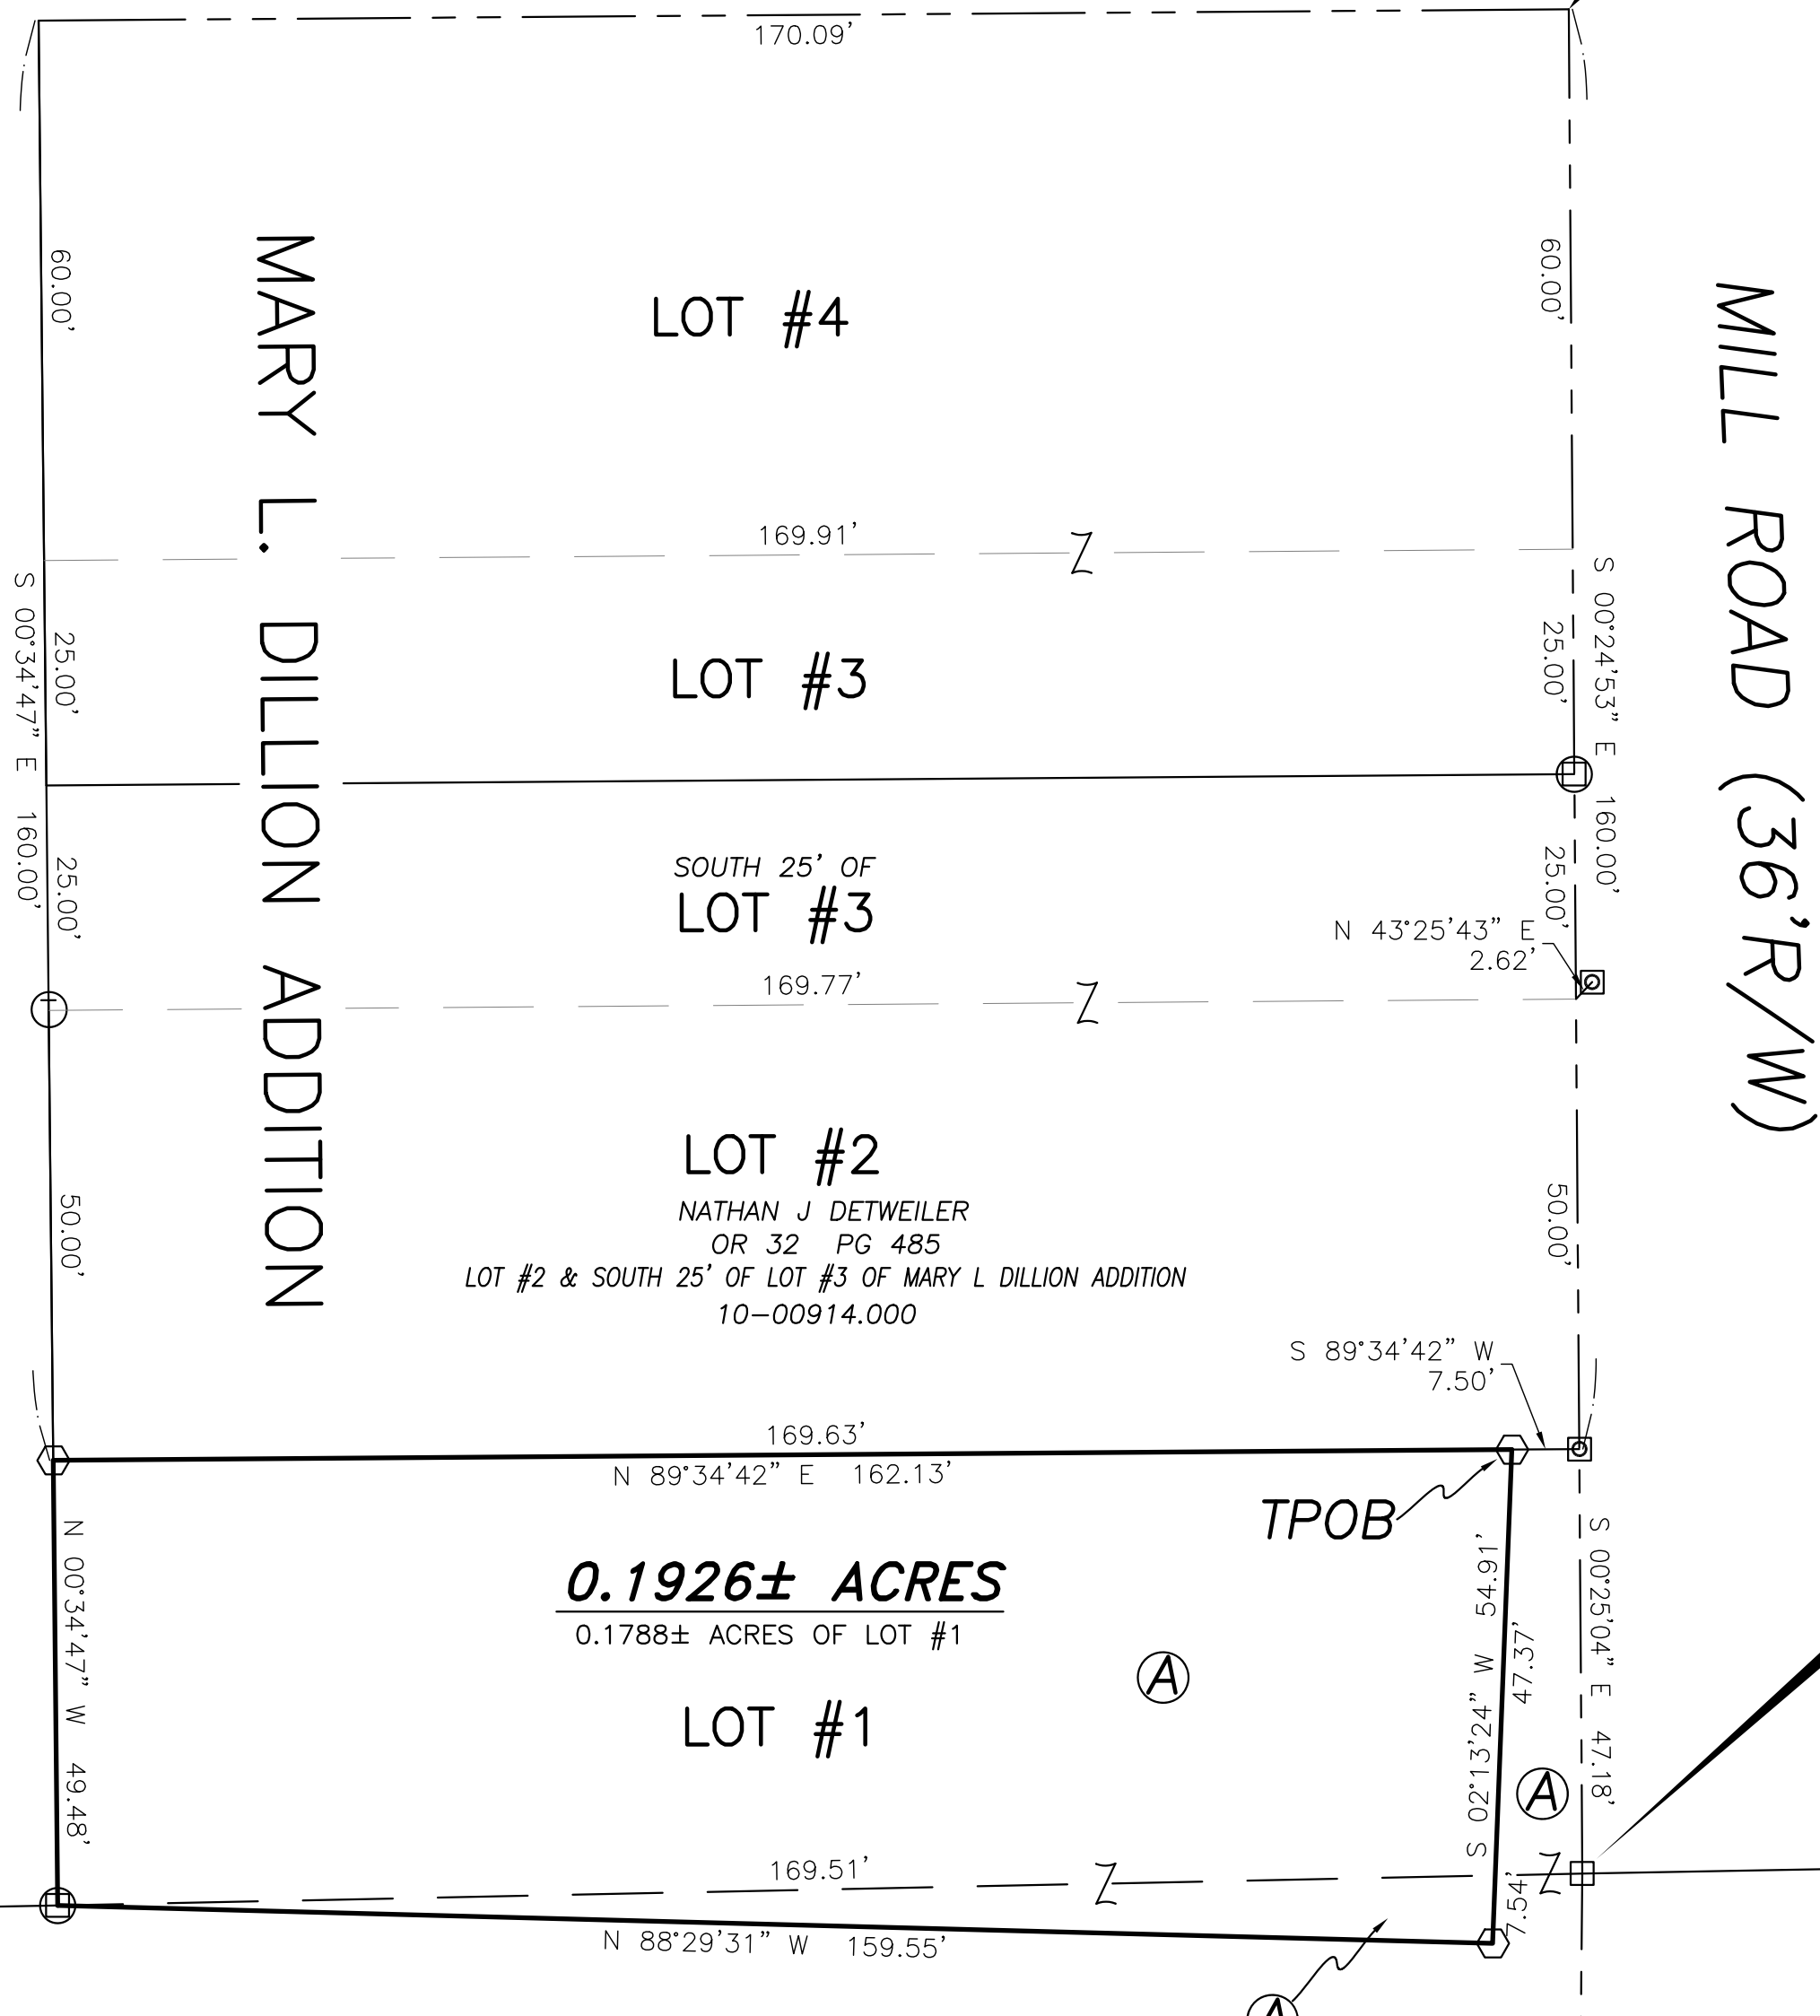 170.09'
60.00'
60.00'
LOT #4
MARY L. DILLION ADDITION
MILL ROAD (36'R/W)
169.91'
S 00°34'47" E 160.00'
S 00°24'53" E 160.00'
25.00'
25.00'
LOT #3
25.00'
25.00'
SOUTH 25' OF
LOT #3
N 43°25'43" E
2.62'
169.77'
50.00'
50.00'
LOT #2
NATHAN J DETWEILER
OR 32 PG 485
LOT #2 & SOUTH 25' OF LOT #3 OF MARY L DILLION ADDITION
10-00914.000
S 89°34'42" W
7.50'
169.63'
N 89°34'42" E 162.13'
TPOB
N 00°34'47" W 49.48'
0.1926± ACRES
0.1788± ACRES OF LOT #1
S 02°13'24" W 54.91'
47.37'
S 00°25'04" E 47.18'
A
LOT #1
A
169.51'
7.54'
N 88°29'31" W 159.55'
A